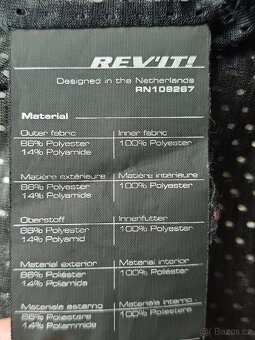 REV'IT!
Designed in the Netherlands
RN109267
Material
Outer fabric Inner fabric
86% Polyester 100% Polyester
14% Polyamide
Matière extérieure Matière intérieure
86% Polyester 100% Polyester
14% Polyamide
Oberstoff Innenfutter
86% Polyester 100% Polyester
14% Polyamid
Material exterior Material interior
86% Poliéster 100% Poliéster
14% Poliamida
Materiale esterno Materiale interno
86% Poliestere 100% Poliestere
14% Poliammide
Bazos.cz